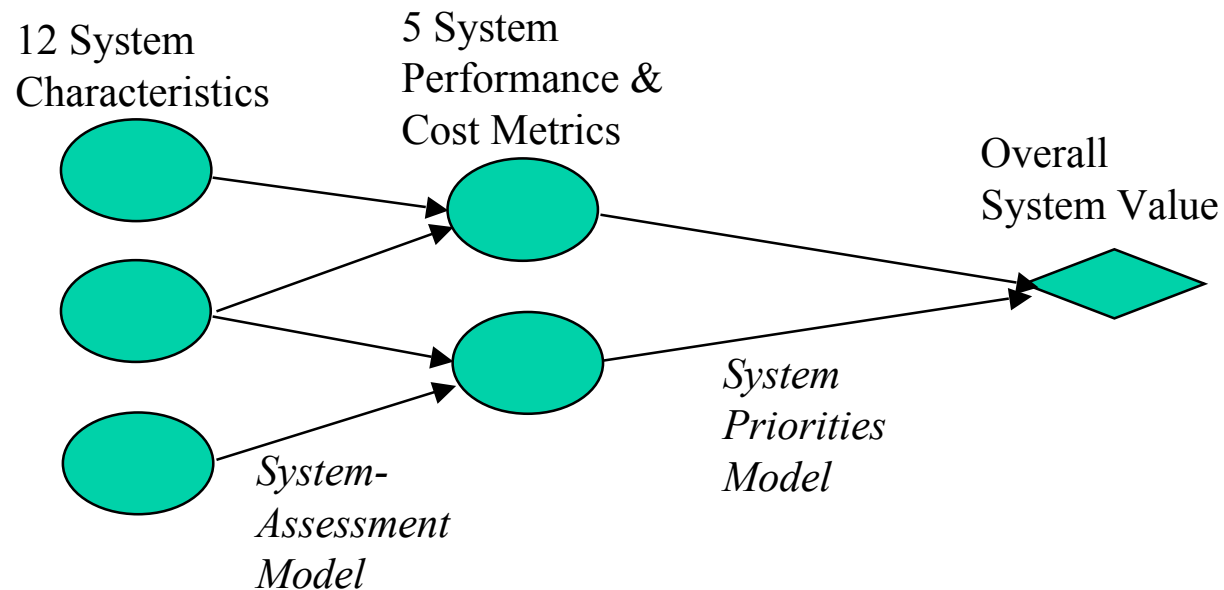 12 System
Characteristics
5 System
Performance &
Cost Metrics
Overall
System Value
System-
Assessment
Model
System
Priorities
Model